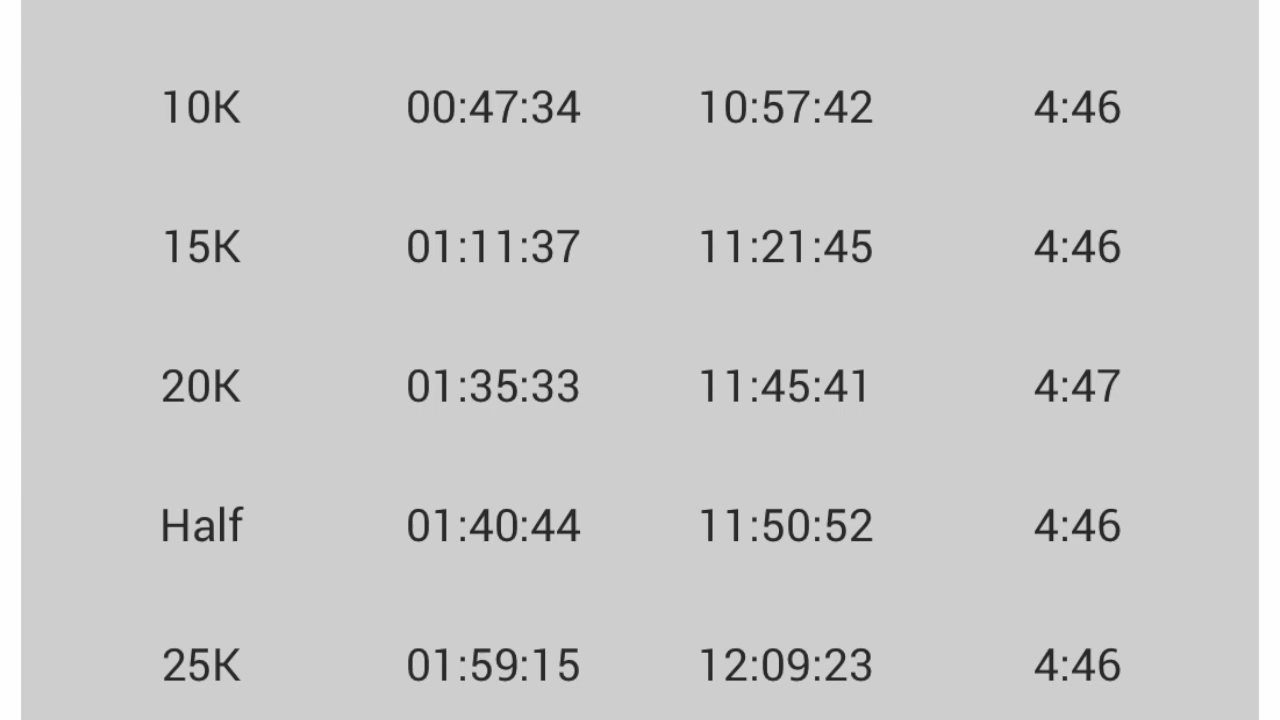 10K 00:47:34 10:57:42 4:46
15K 01:11:37 11:21:45 4:46
20K 01:35:33 11:45:41 4:47
Half 01:40:44 11:50:52 4:46
25K 01:59:15 12:09:23 4:46